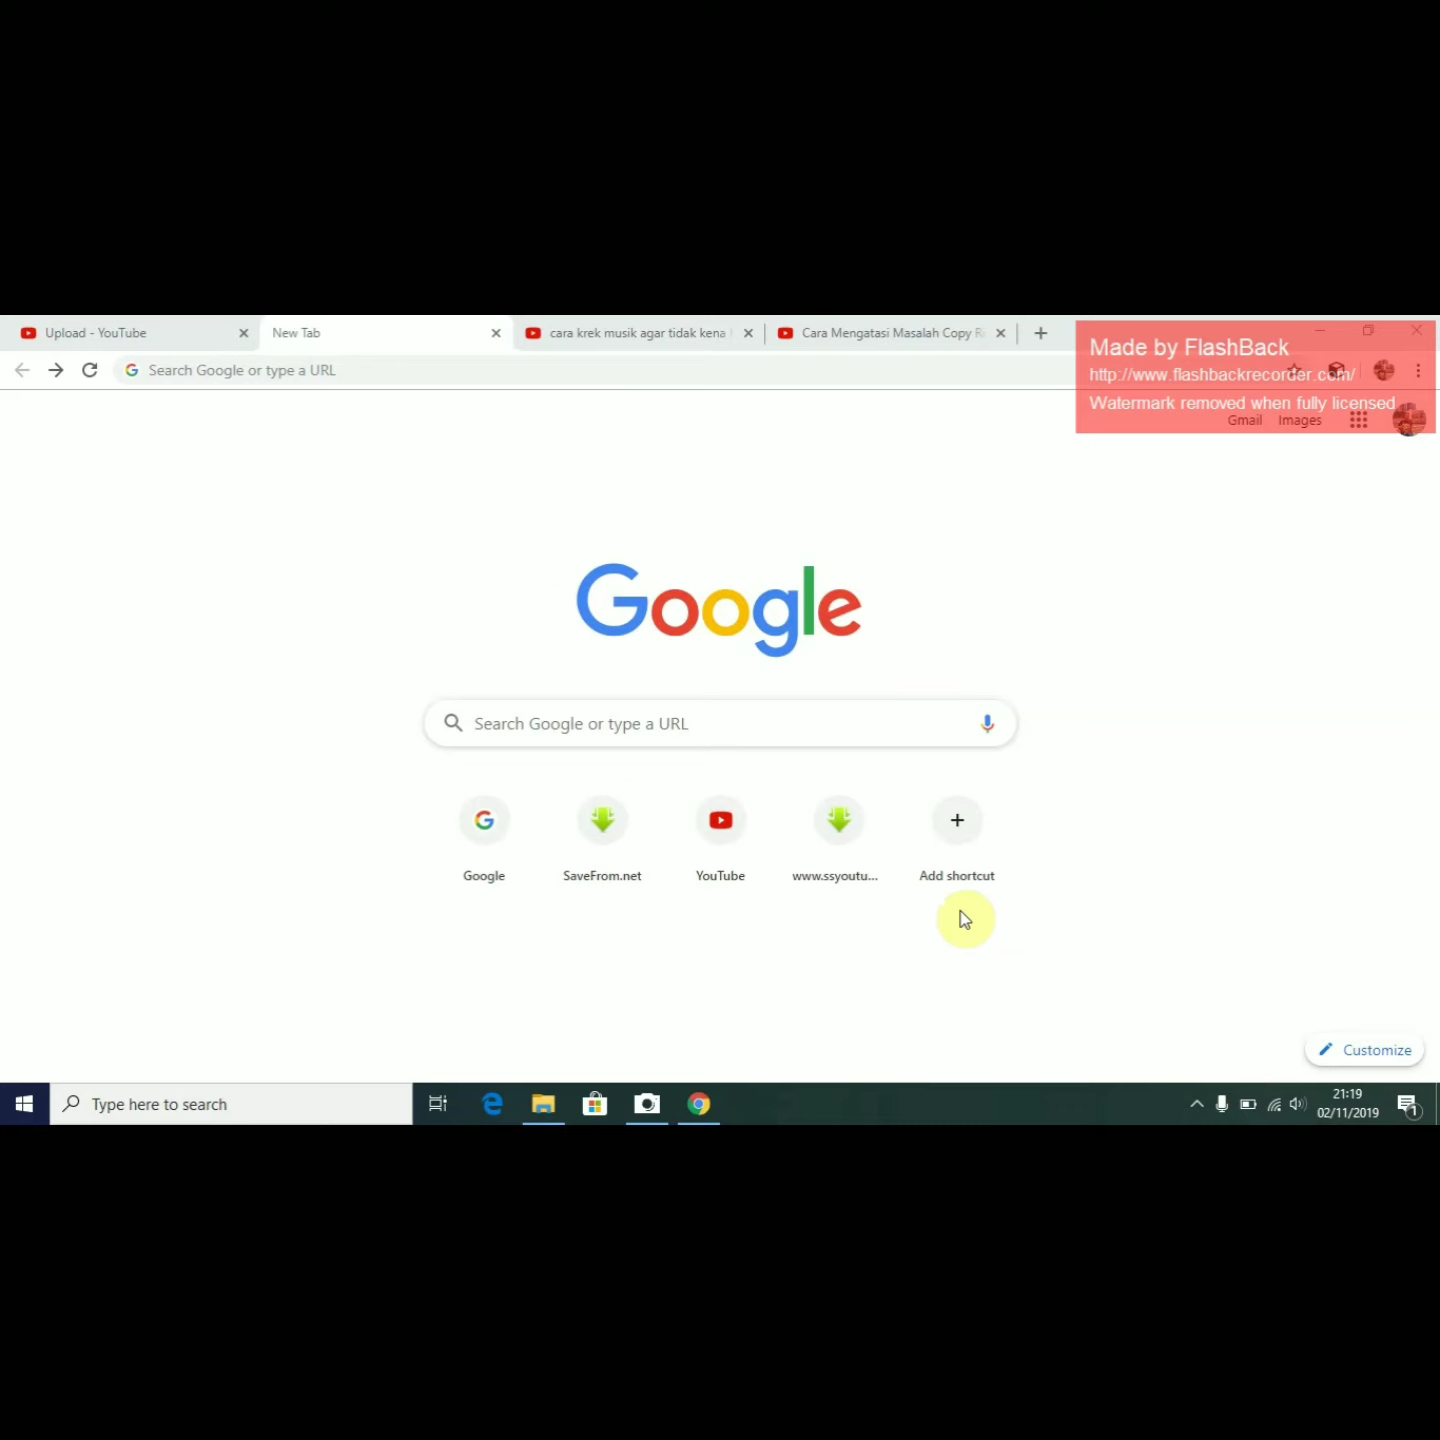 Upload - YouTube
New Tab
cara krek musik agar tidak kena
Cara Mengatasi Masalah Copy Ri
Made by FlashBack
Search Google or type a URL
http://www.flashbackrecorder.com/
Watermark removed when fully licensed
Gmail Images
Google
Search Google or type a URL
Google
SaveFrom.net
YouTube
www.ssyoutu...
Add shortcut
Customize
Type here to search
21:19
02/11/2019
1